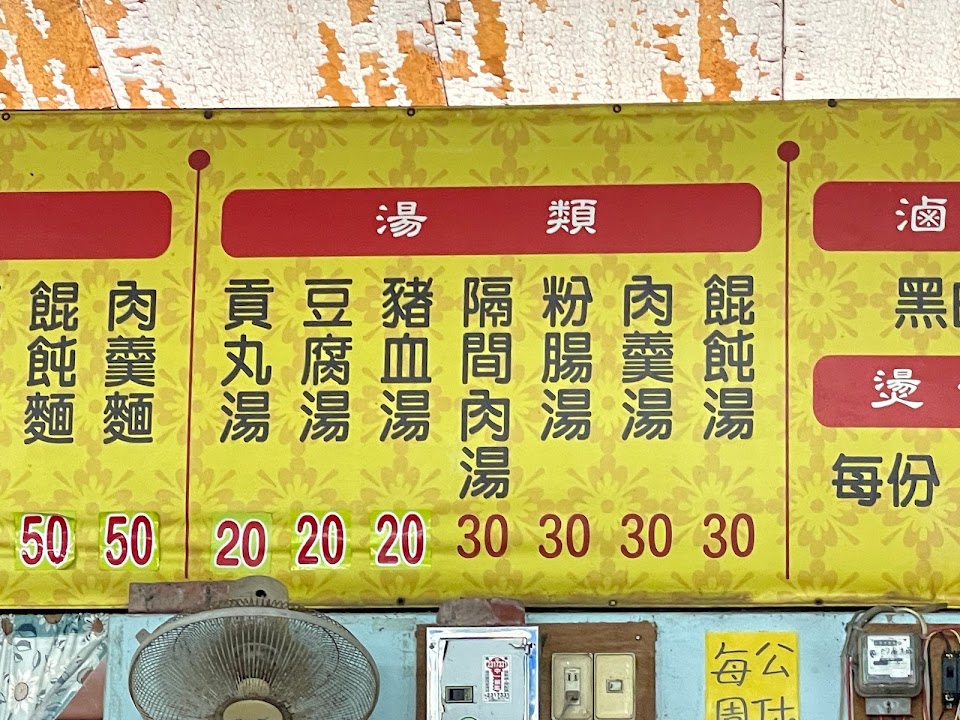 湯類
滷
餛飩麵
50
肉羹麵
50
貢丸湯
20
豆腐湯
20
豬血湯
20
隔間肉湯
30
粉腸湯
30
肉羹湯
30
餛飩湯
30
黑
燙
每份
公休
每周